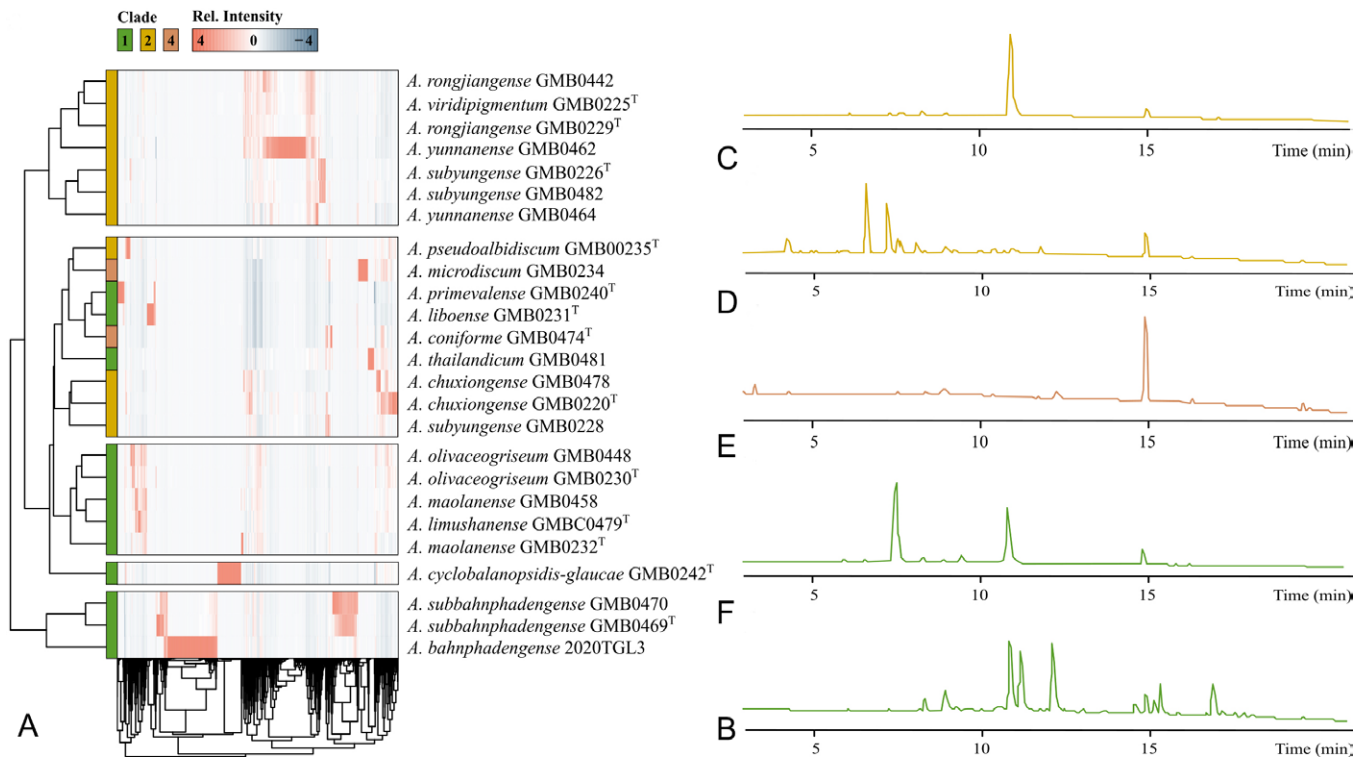 Clade Rel. Intensity
1 2 4 4 0 −4
A. rongjiangense GMB0442
A. viridipigmentum GMB0225T
A. rongjiangense GMB0229T
A. yunnanense GMB0462
A. subyungense GMB0226T
A. subyungense GMB0482
A. yunnanense GMB0464
A. pseudoalbidiscum GMB00235T
A. microdiscum GMB0234
A. primevalense GMB0240T
A. liboense GMB0231T
A. coniforme GMB0474T
A. thailandicum GMB0481
A. chuxiongense GMB0478
A. chuxiongense GMB0220T
A. subyungense GMB0228
A. olivaceogriseum GMB0448
A. olivaceogriseum GMB0230T
A. maolanense GMB0458
A. limushanense GMBC0479T
A. maolanense GMB0232T
A. cyclobalanopsidis-glaucae GMB0242T
A. subbahnphadengense GMB0470
A. subbahnphadengense GMB0469T
A. bahnphadengense 2020TGL3
A
C 5 10 15 Time (min)
D 5 10 15 Time (min)
E 5 10 15 Time (min)
F 5 10 15 Time (min)
B 5 10 15 Time (min)